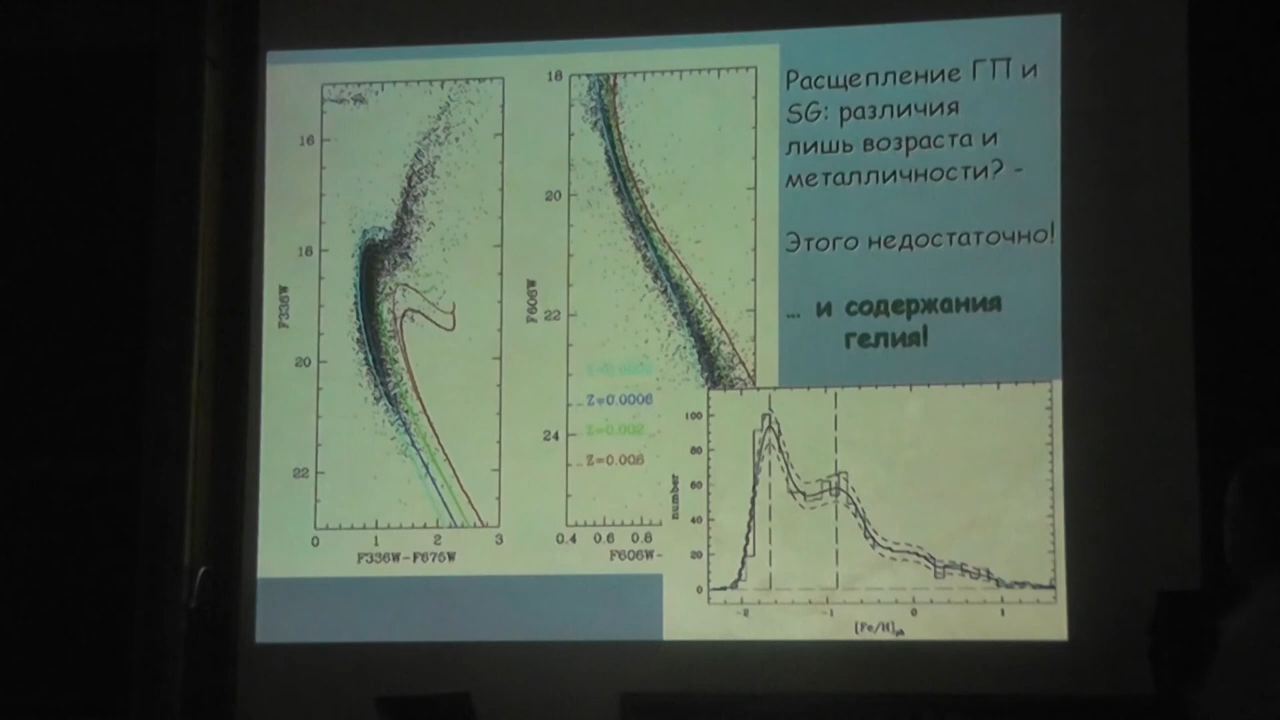 Расщепление ГП и
SG: различия
лишь возраста и
металличности? -
Этого недостаточно!
... и содержания
гелия!
16
18
20
22
F336W
0 1 2 3
F336W-F675W
18
20
22
24
F606W
Z=0.0006
Z=0.002
Z=0.006
0.4 0.6 0.8
F606W-
100
80
60
40
20
0
number
-2 -1 0 1
[Fe/H]ph